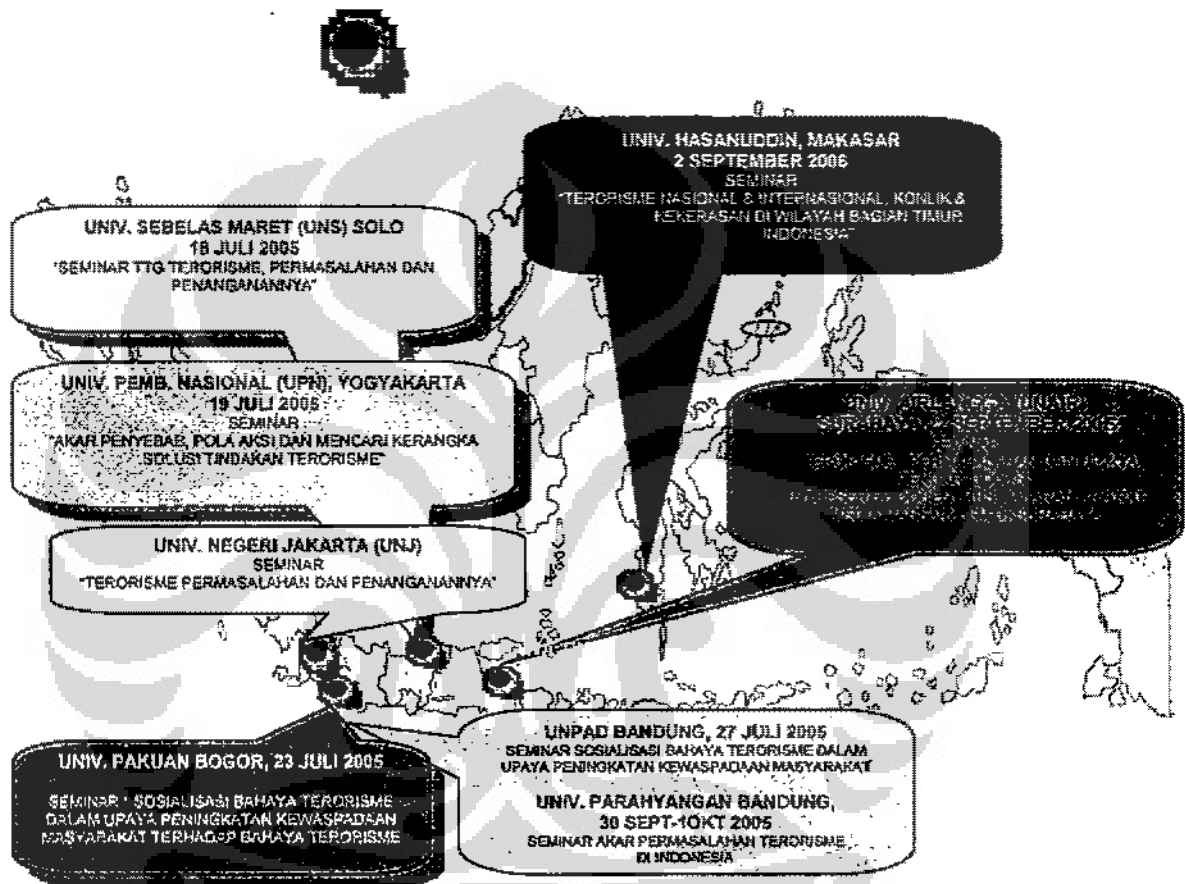 UNIV. HASANUDDIN, MAKASAR
2 SEPTEMBER 2006
SEMINAR
"TERORISME NASIONAL & INTERNASIONAL, KONLIK &
KEKERASAN DI WILAYAH BAGIAN TIMUR
INDONESIA"
UNIV. SEBELAS MARET (UNS) SOLO
18 JULI 2005
"SEMINAR TTG TERORISME, PERMASALAHAN DAN
PENANGANANNYA"
UNIV. PEMB. NASIONAL (UPN), YOGYAKARTA
19 JULI 2005
SEMINAR
"AKAR PENYEBAB, POLA AKSI DAN MENCARI KERANGKA
SOLUSI TINDAKAN TERORISME"
SURABAYA
UNIV. NEGERI JAKARTA (UNJ)
SEMINAR
"TERORISME PERMASALAHAN DAN PENANGANANNYA"
UNIV. PAKUAN BOGOR, 23 JULI 2005
SEMINAR " SOSIALISASI BAHAYA TERORISME
DALAM UPAYA PENINGKATAN KEWASPADAAN
MASYARAKAT TERHADAP BAHAYA TERORISME
UNPAD BANDUNG, 27 JULI 2005
SEMINAR SOSIALISASI BAHAYA TERORISME DALAM
UPAYA PENINGKATAN KEWASPADAAN MASYARAKAT
UNIV. PARAHYANGAN BANDUNG,
30 SEPT-1OKT 2005
SEMINAR AKAR PERMASALAHAN TERORISME
DI INDONESIA